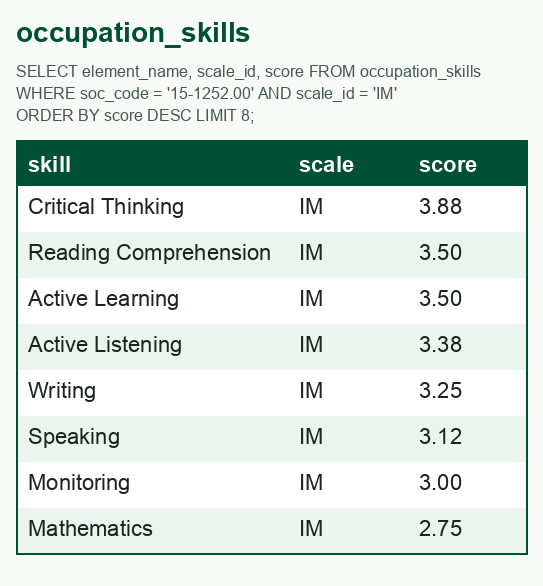 occupation_skills
SELECT element_name, scale_id, score FROM occupation_skills
WHERE soc_code = '15-1252.00' AND scale_id = 'IM'
ORDER BY score DESC LIMIT 8;
skill scale score
Critical Thinking IM 3.88
Reading Comprehension IM 3.50
Active Learning IM 3.50
Active Listening IM 3.38
Writing IM 3.25
Speaking IM 3.12
Monitoring IM 3.00
Mathematics IM 2.75